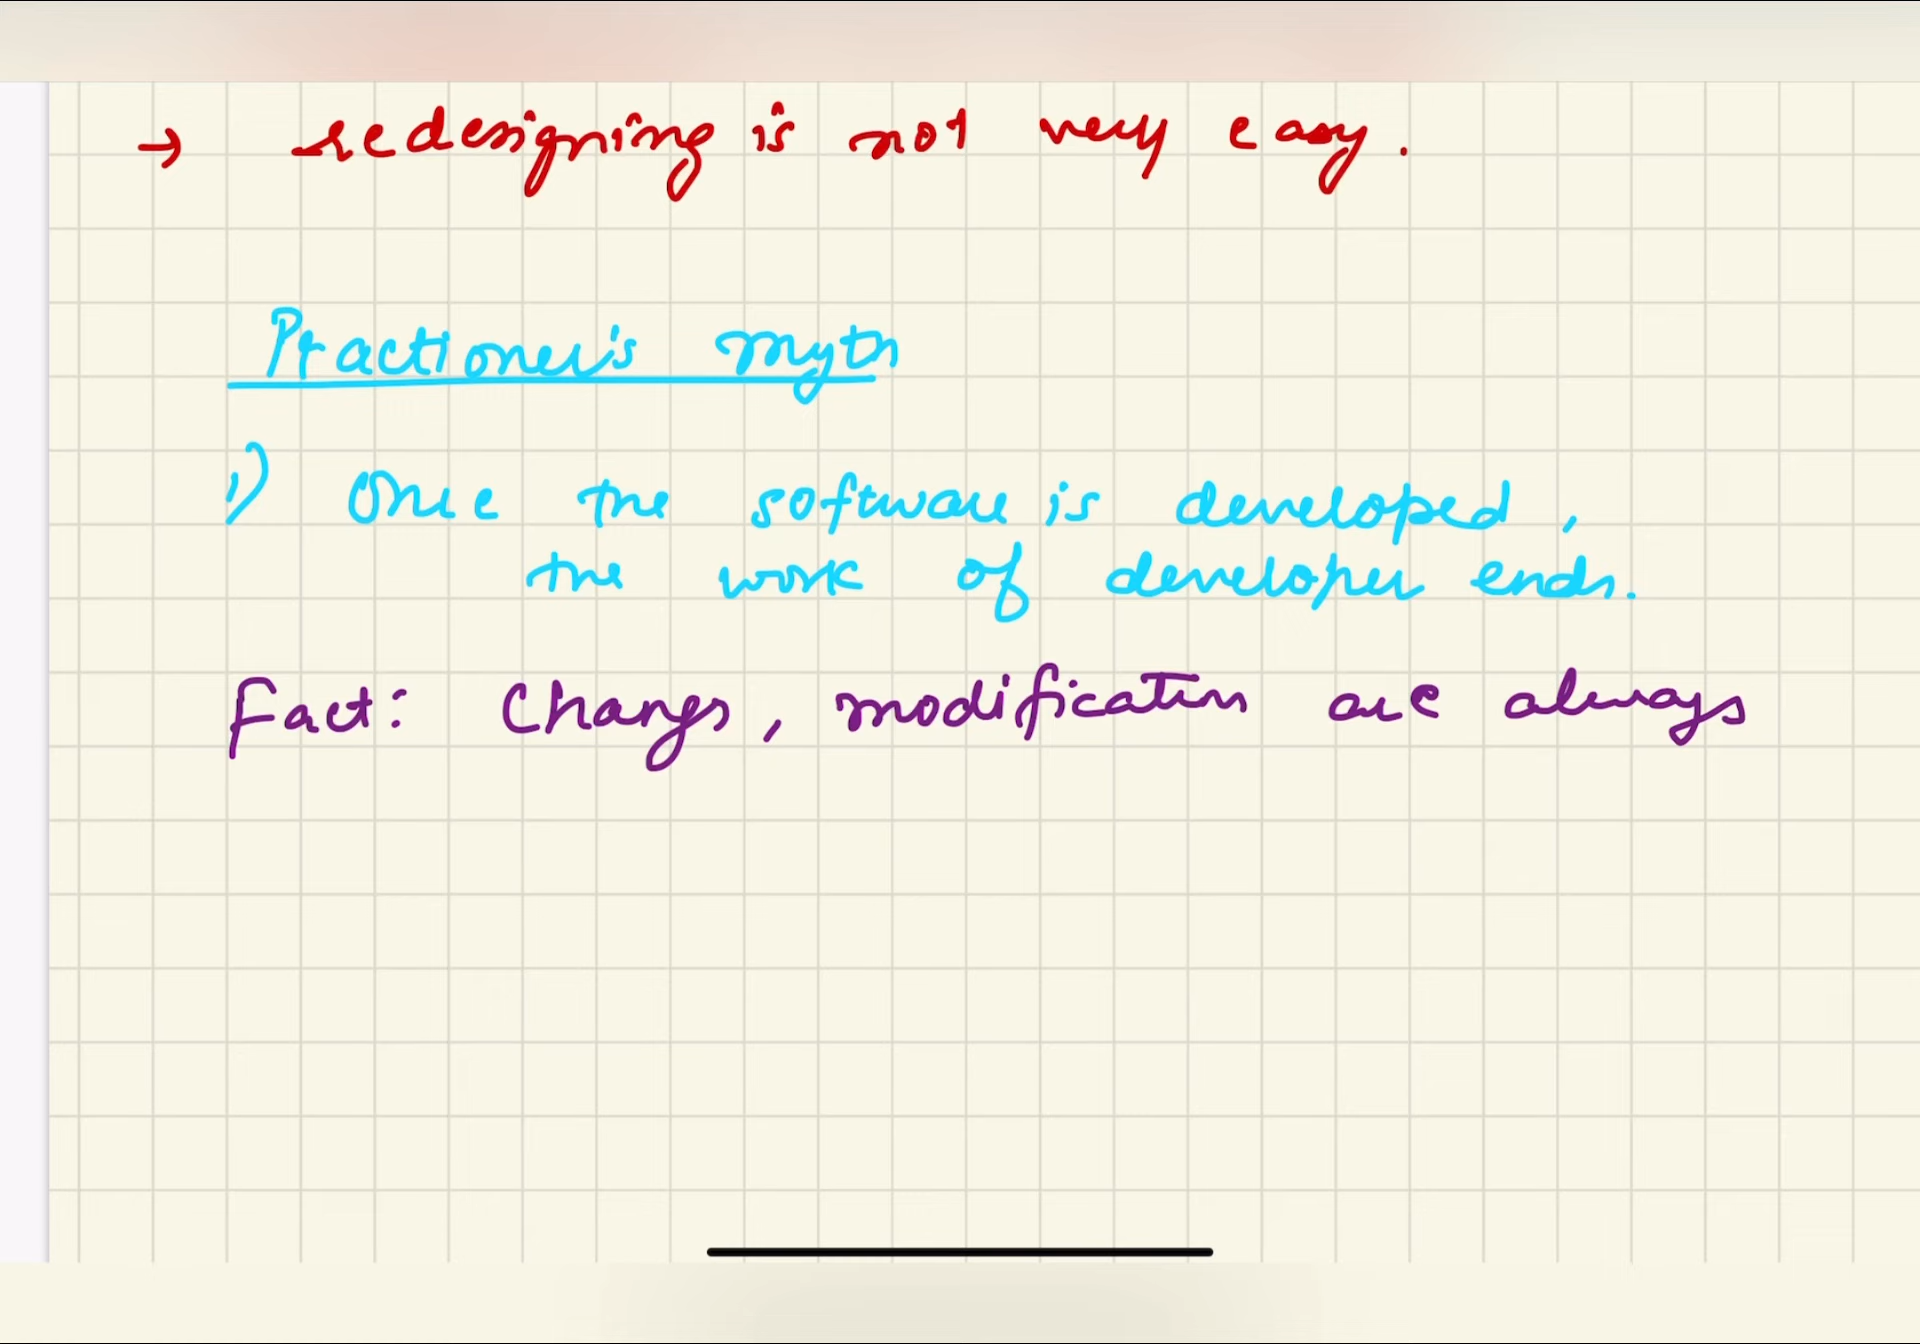 → redesigning is not very easy.
Practioner's myth
1) Once the software is developed,
the work of developer ends.
Fact: Changs, modification are always